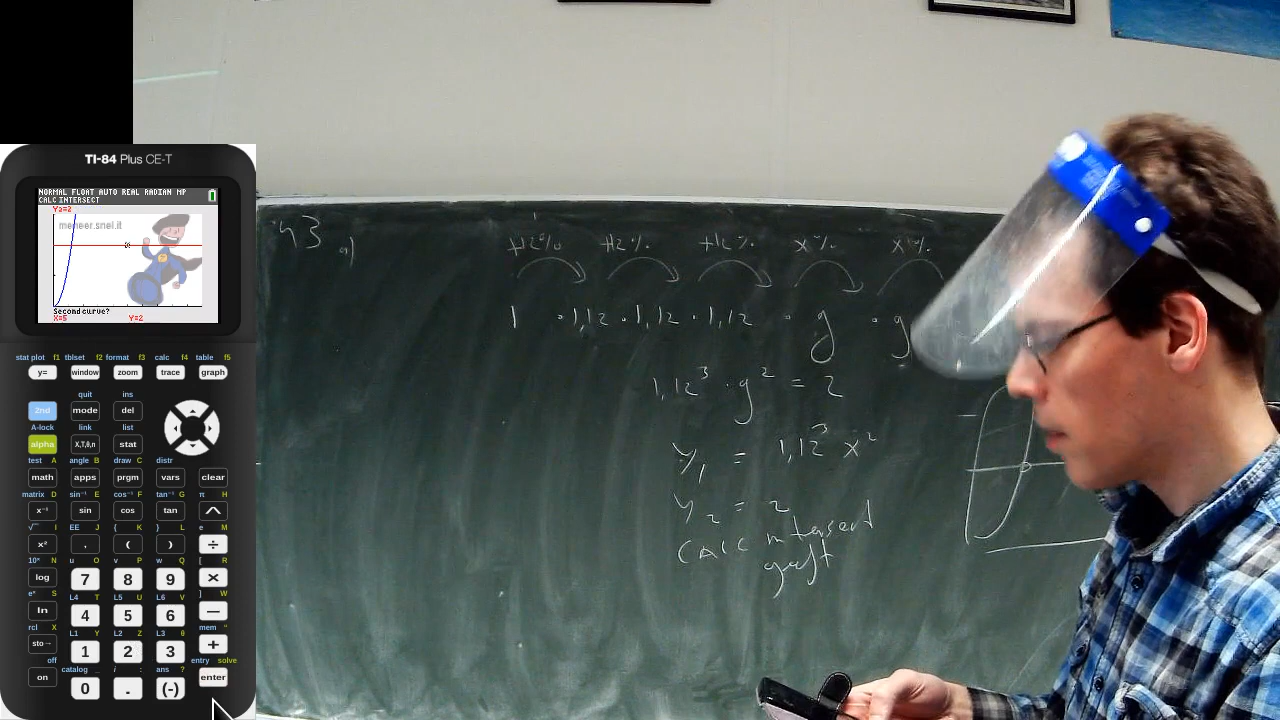 TI-84 Plus CE-T
NORMAL FLOAT AUTO REAL RADIAN MP
CALC INTERSECT
Y2=2
meneer.snel.it
Second curve?
X=5 Y=2
stat plot f1 tblset f2 format f3 calc f4 table f5
y= window zoom trace graph
quit ins
2nd mode del
A-lock link list
alpha X,T,θ,n stat
test A angle B draw C distr
math apps prgm vars clear
matrix D sin⁻¹ E cos⁻¹ F tan⁻¹ G π H
x⁻¹ sin cos tan ^
√ I EE J { K } L e M
x² , ( ) ÷
10ˣ N u O v P w Q [ R
log 7 8 9 ×
eˣ S L4 T L5 U L6 V ] W
ln 4 5 6 —
rcl X L1 Y L2 Z L3 θ mem "
sto→ 1 2 3 +
off catalog i : ans ? entry solve
on 0 . (-) enter
43 a)
+12% +12% +12% x% x%
1 · 1,12 · 1,12 · 1,12 · g · g
1,12³ · g² = 2
y₁ = 1,12³ x²
y₂ = 2
CALC intersect
geeft